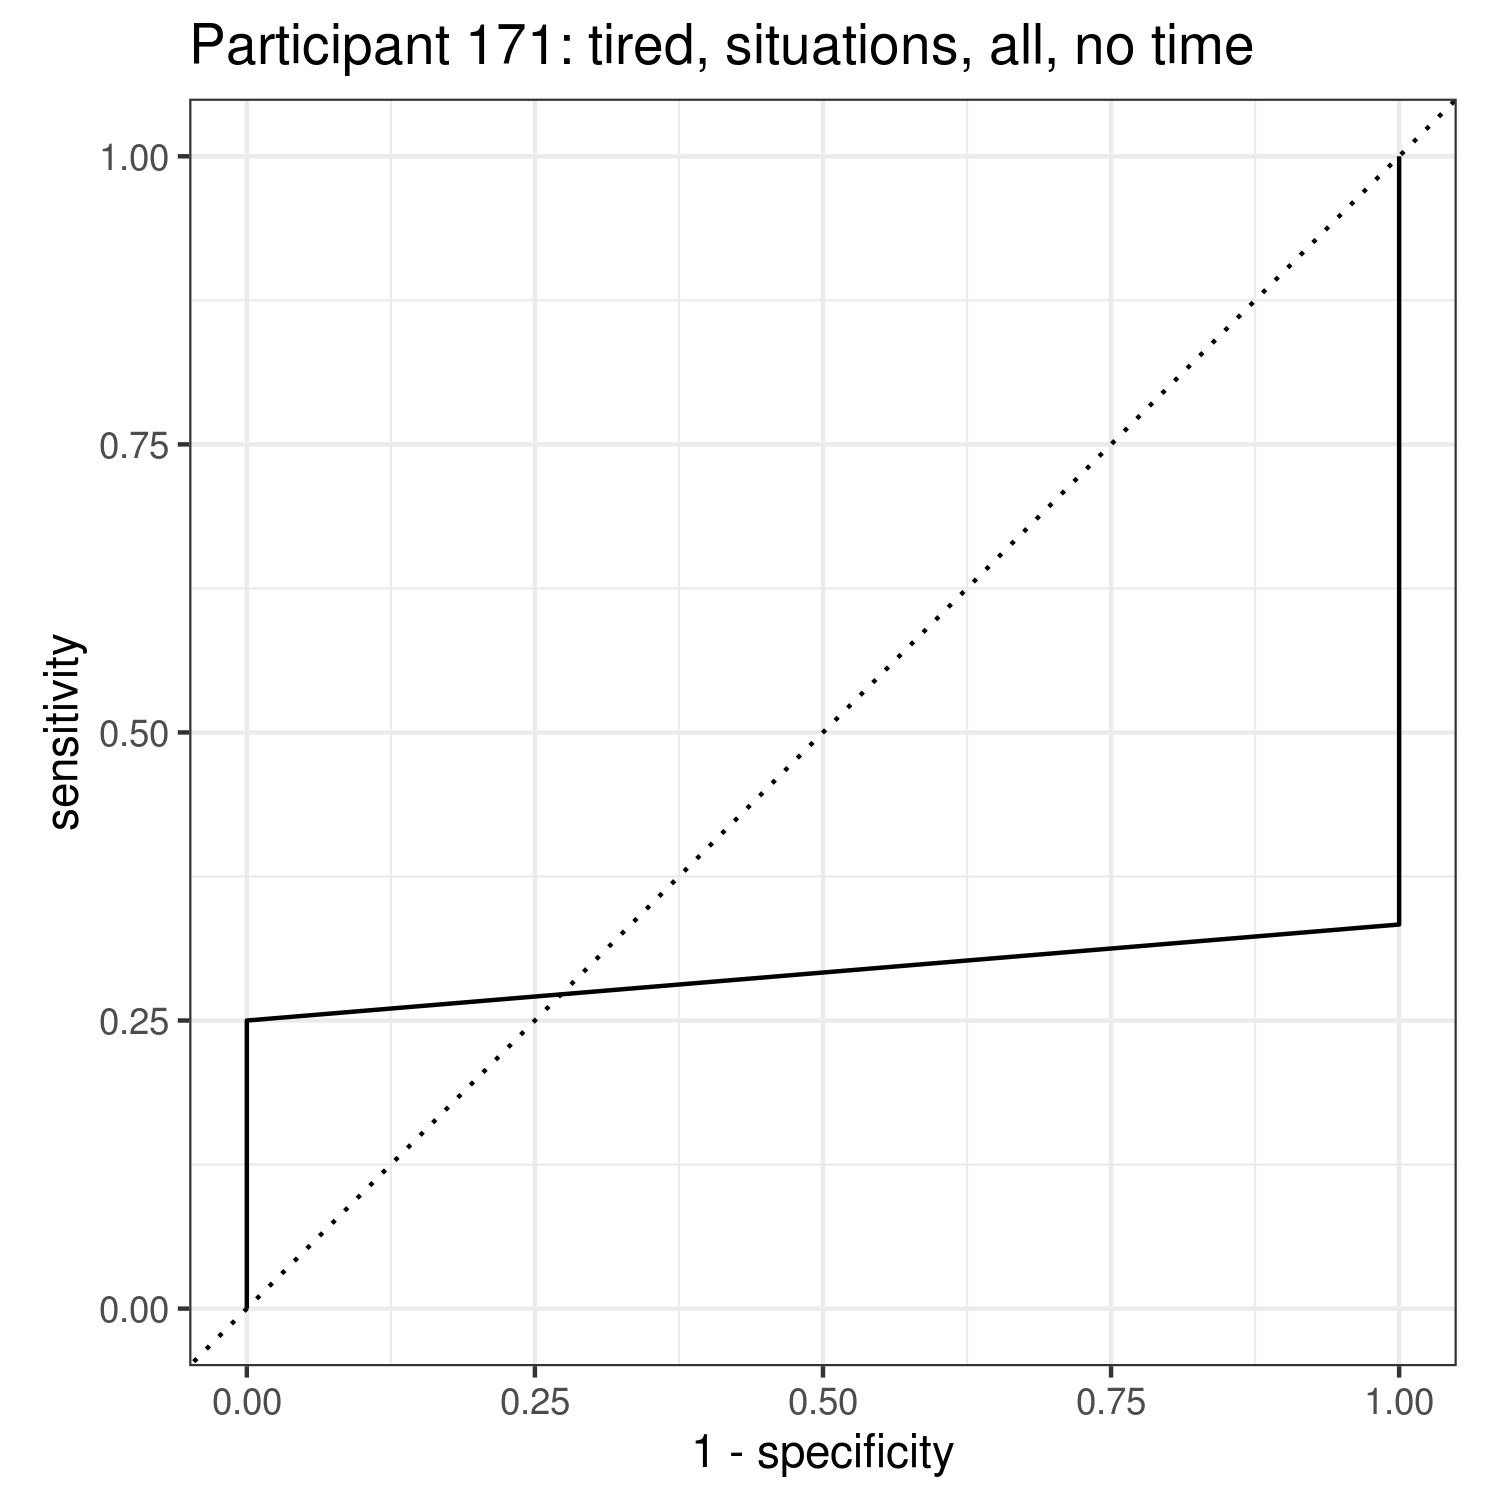 Participant 171: tired, situations, all, no time
1.00
0.75
0.50
0.25
0.00
sensitivity
0.00 0.25 0.50 0.75 1.00
1 - specificity